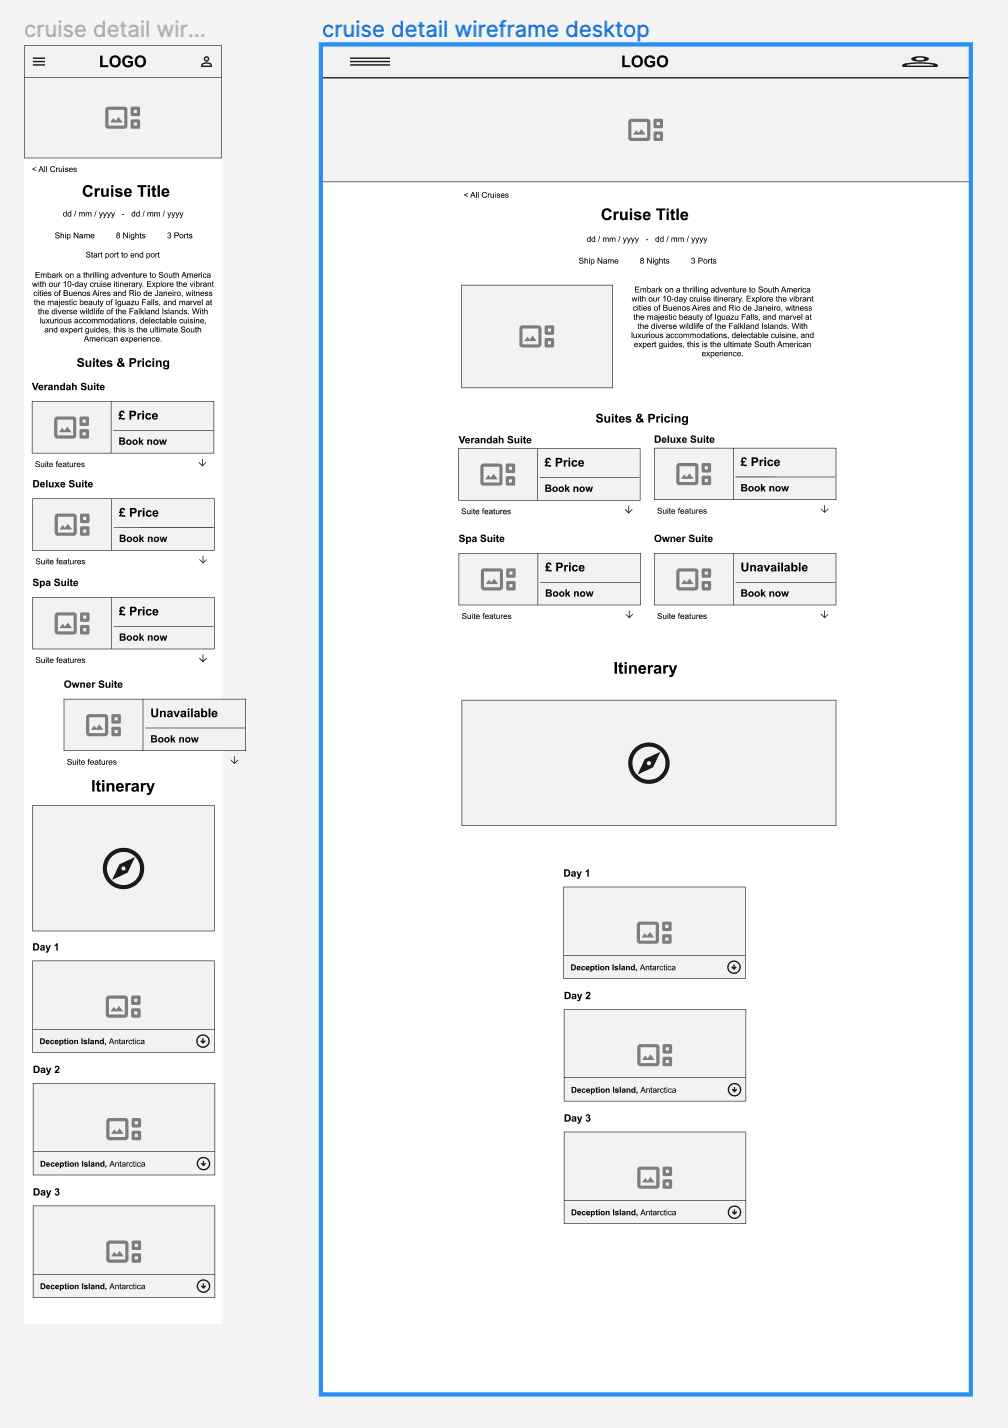 cruise detail wir...
LOGO
< All Cruises
Cruise Title
dd / mm / yyyy - dd / mm / yyyy
Ship Name 8 Nights 3 Ports
Start port to end port
Embark on a thrilling adventure to South America
with our 10-day cruise itinerary. Explore the vibrant
cities of Buenos Aires and Rio de Janeiro, witness
the majestic beauty of Iguazu Falls, and marvel at
the diverse wildlife of the Falkland Islands. With
luxurious accommodations, delectable cuisine,
and expert guides, this is the ultimate South
American experience.
Suites & Pricing
Verandah Suite
£ Price
Book now
Suite features
Deluxe Suite
£ Price
Book now
Suite features
Spa Suite
£ Price
Book now
Suite features
Owner Suite
Unavailable
Book now
Suite features
Itinerary
Day 1
Deception Island, Antarctica
Day 2
Deception Island, Antarctica
Day 3
Deception Island, Antarctica
cruise detail wireframe desktop
LOGO
< All Cruises
Cruise Title
dd / mm / yyyy - dd / mm / yyyy
Ship Name 8 Nights 3 Ports
Embark on a thrilling adventure to South America
with our 10-day cruise itinerary. Explore the vibrant
cities of Buenos Aires and Rio de Janeiro, witness
the majestic beauty of Iguazu Falls, and marvel at
the diverse wildlife of the Falkland Islands. With
luxurious accommodations, delectable cuisine, and
expert guides, this is the ultimate South American
experience.
Suites & Pricing
Verandah Suite
£ Price
Book now
Suite features
Deluxe Suite
£ Price
Book now
Suite features
Spa Suite
£ Price
Book now
Suite features
Owner Suite
Unavailable
Book now
Suite features
Itinerary
Day 1
Deception Island, Antarctica
Day 2
Deception Island, Antarctica
Day 3
Deception Island, Antarctica